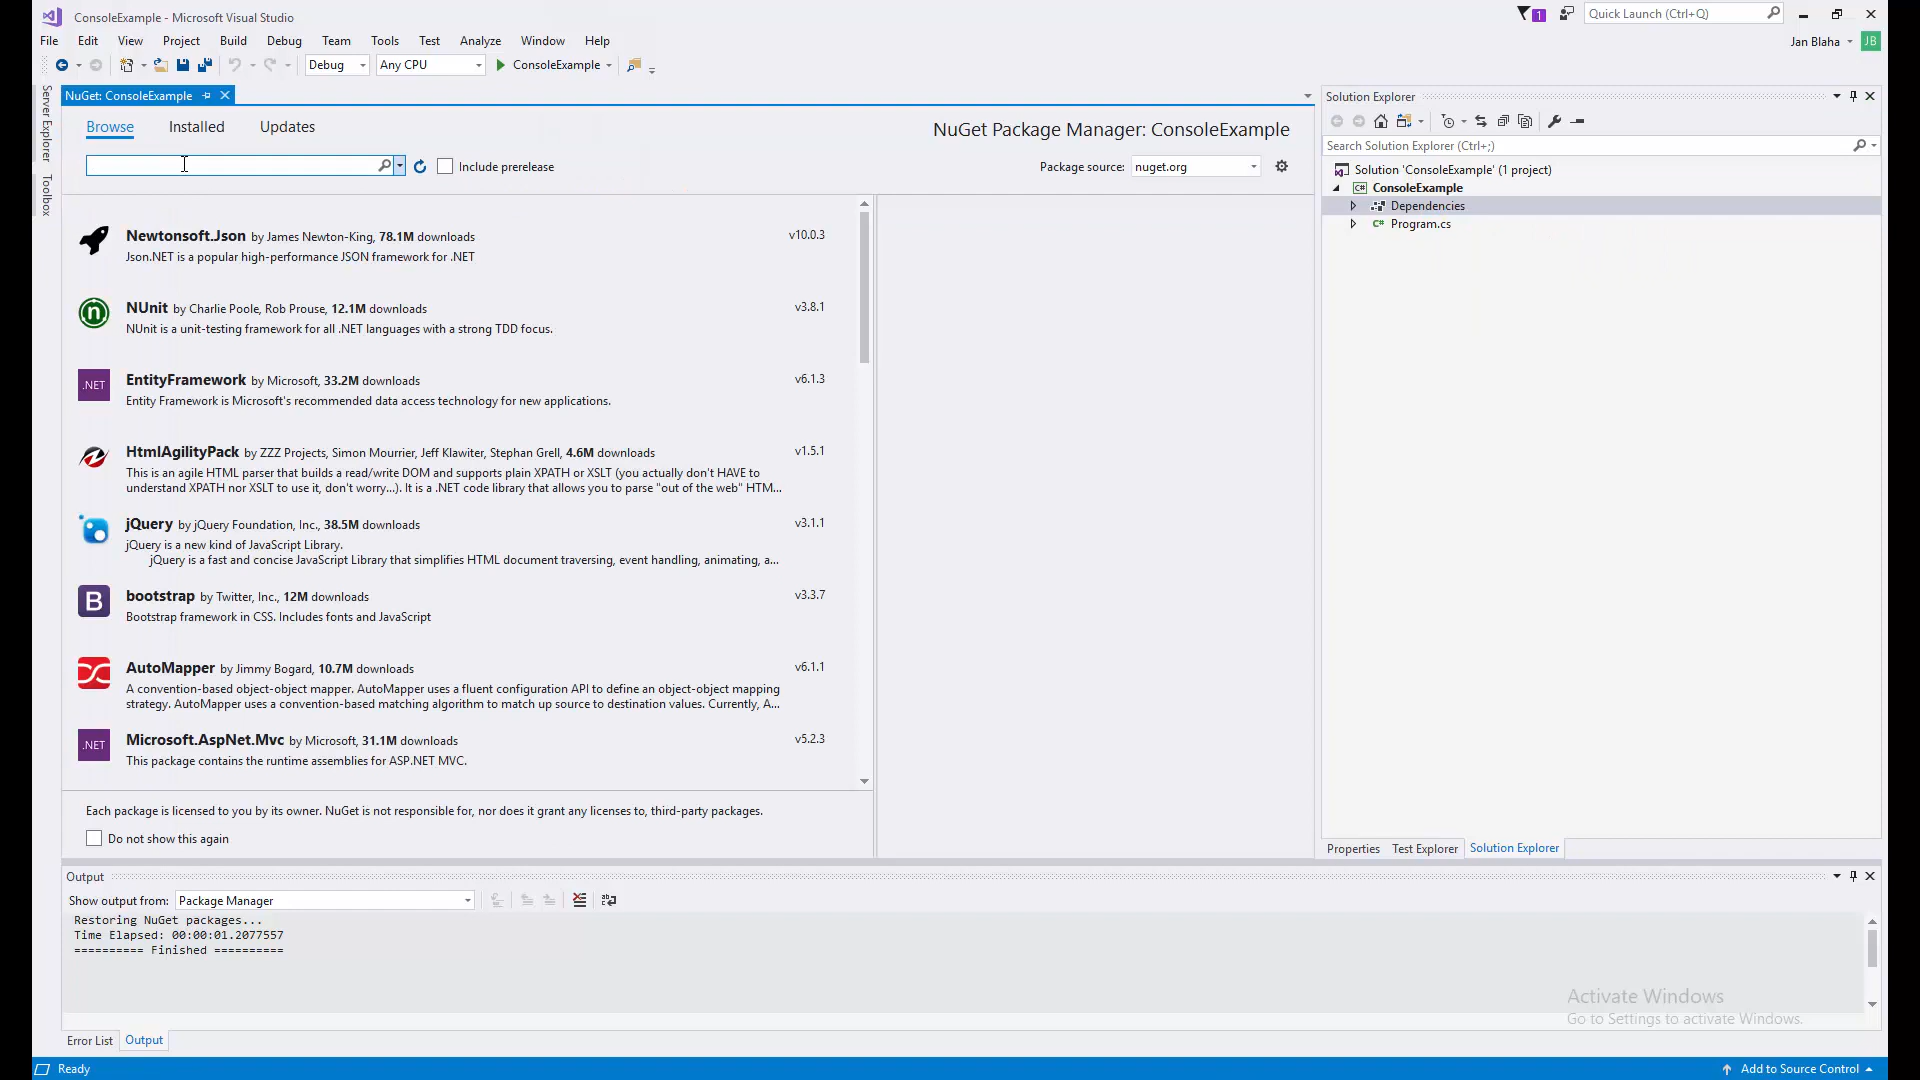 ConsoleExample - Microsoft Visual Studio
1
Quick Launch (Ctrl+Q)
File Edit View Project Build Debug Team Tools Test Analyze Window Help
Jan Blaha JB
Debug Any CPU ConsoleExample
Server Explorer
Toolbox
NuGet: ConsoleExample
Browse Installed Updates
NuGet Package Manager: ConsoleExample
Include prerelease
Package source: nuget.org
Newtonsoft.Json by James Newton-King, 78.1M downloads v10.0.3
Json.NET is a popular high-performance JSON framework for .NET
n
NUnit by Charlie Poole, Rob Prouse, 12.1M downloads v3.8.1
NUnit is a unit-testing framework for all .NET languages with a strong TDD focus.
.NET
EntityFramework by Microsoft, 33.2M downloads v6.1.3
Entity Framework is Microsoft's recommended data access technology for new applications.
HtmlAgilityPack by ZZZ Projects, Simon Mourrier, Jeff Klawiter, Stephan Grell, 4.6M downloads v1.5.1
This is an agile HTML parser that builds a read/write DOM and supports plain XPATH or XSLT (you actually don't HAVE to
understand XPATH nor XSLT to use it, don't worry...). It is a .NET code library that allows you to parse "out of the web" HTM...
jQuery by jQuery Foundation, Inc., 38.5M downloads v3.1.1
jQuery is a new kind of JavaScript Library.
jQuery is a fast and concise JavaScript Library that simplifies HTML document traversing, event handling, animating, a...
B
bootstrap by Twitter, Inc., 12M downloads v3.3.7
Bootstrap framework in CSS. Includes fonts and JavaScript
AutoMapper by Jimmy Bogard, 10.7M downloads v6.1.1
A convention-based object-object mapper. AutoMapper uses a fluent configuration API to define an object-object mapping
strategy. AutoMapper uses a convention-based matching algorithm to match up source to destination values. Currently, A...
.NET
Microsoft.AspNet.Mvc by Microsoft, 31.1M downloads v5.2.3
This package contains the runtime assemblies for ASP.NET MVC.
Each package is licensed to you by its owner. NuGet is not responsible for, nor does it grant any licenses to, third-party packages.
Do not show this again
Solution Explorer
Search Solution Explorer (Ctrl+;)
Solution 'ConsoleExample' (1 project)
C# ConsoleExample
Dependencies
C# Program.cs
Properties Test Explorer Solution Explorer
Output
Show output from: Package Manager
Restoring NuGet packages...
Time Elapsed: 00:00:01.2077557
========== Finished ==========
Activate Windows
Go to Settings to activate Windows.
Error List Output
Ready
Add to Source Control